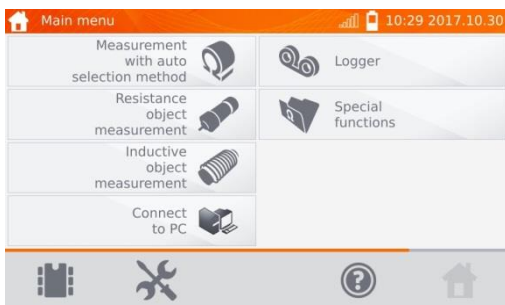 Main menu
10:29 2017.10.30
Measurement
with auto
selection method
Logger
Resistance
object
measurement
Special
functions
Inductive
object
measurement
Connect
to PC